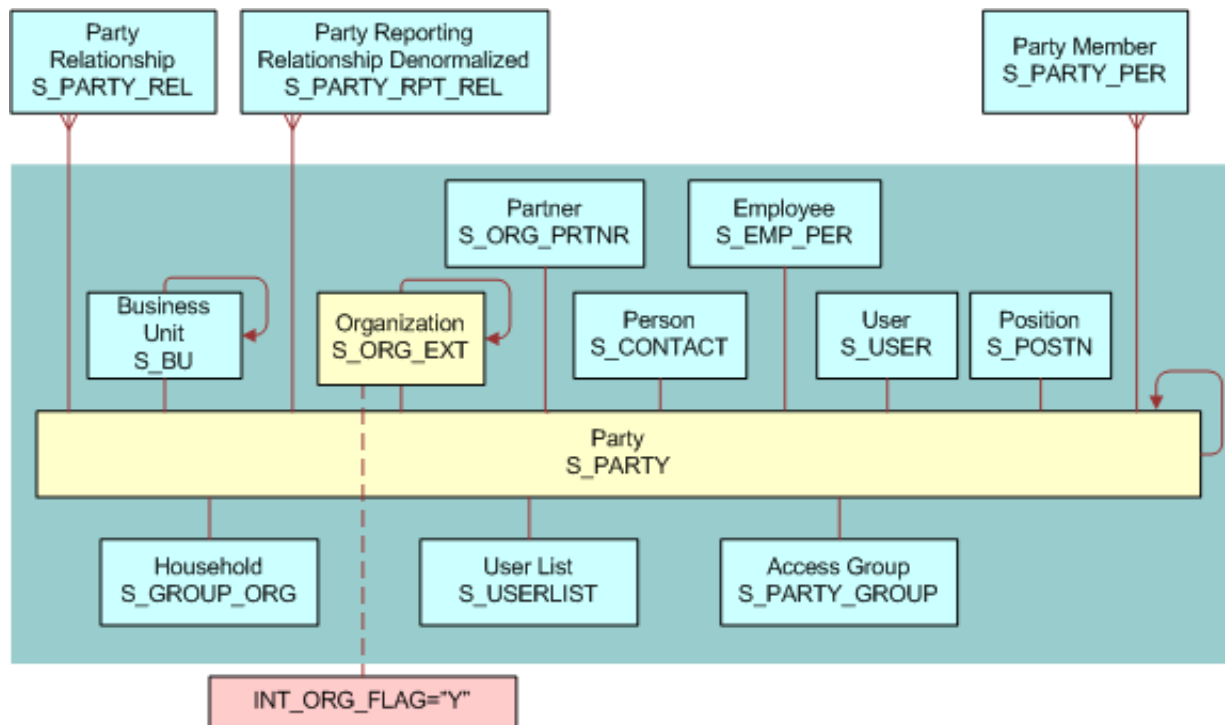 Party
Relationship
S_PARTY_REL
Party Reporting
Relationship Denormalized
S_PARTY_RPT_REL
Party Member
S_PARTY_PER
Partner
S_ORG_PRTNR
Employee
S_EMP_PER
Business
Unit
S_BU
Organization
S_ORG_EXT
Person
S_CONTACT
User
S_USER
Position
S_POSTN
Party
S_PARTY
Household
S_GROUP_ORG
User List
S_USERLIST
Access Group
S_PARTY_GROUP
INT_ORG_FLAG="Y"